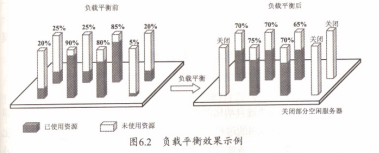 负载平衡前
负载平衡后
25% 25% 85%
20% 90% 80% 5% 20%
负载平衡
关闭 70% 70% 65% 关闭
关闭 75% 70% 关闭
关闭部分空闲服务器
已使用资源 未使用资源
图6.2 负载平衡效果示例